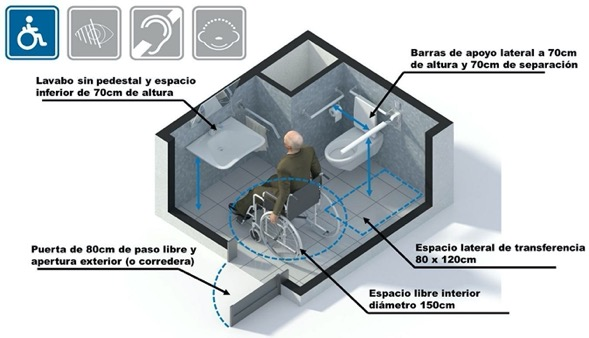 Barras de apoyo lateral a 70cm
de altura y 70cm de separación
Lavabo sin pedestal y espacio
inferior de 70cm de altura
Puerta de 80cm de paso libre y
apertura exterior (o corredera)
Espacio lateral de transferencia
80 x 120cm
Espacio libre interior
diámetro 150cm